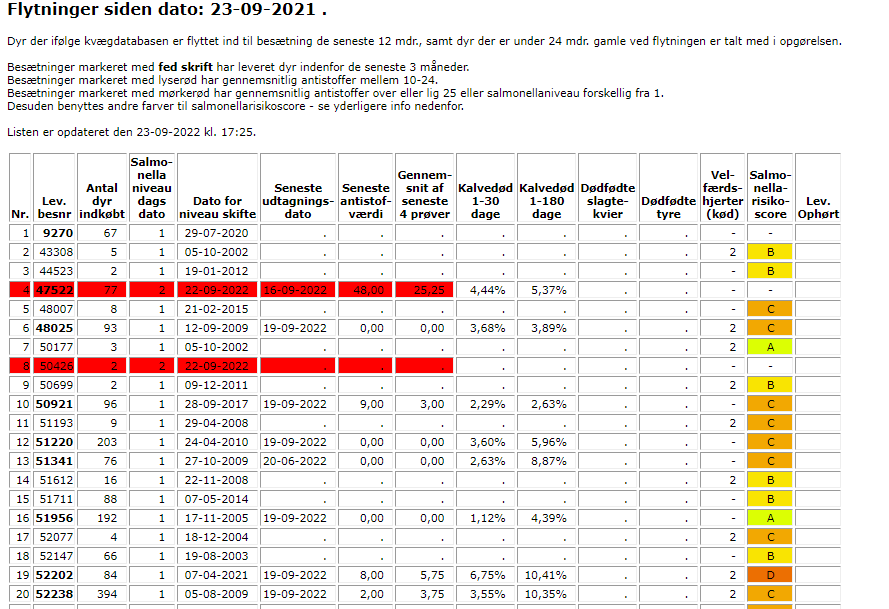 Flytninger siden dato: 23-09-2021 .
Dyr der ifølge kvægdatabasen er flyttet ind til besætning de seneste 12 mdr., samt dyr der er under 24 mdr. gamle ved flytningen er talt med i opgørelsen.
Besætninger markeret med fed skrift har leveret dyr indenfor de seneste 3 måneder.
Besætninger markeret med lyserød har gennemsnitlig antistoffer mellem 10-24.
Besætninger markeret med mørkerød har gennemsnitlig antistoffer over eller lig 25 eller salmonellaniveau forskellig fra 1.
Desuden benyttes andre farver til salmonellarisikoscore - se yderligere info nedenfor.
Listen er opdateret den 23-09-2022 kl. 17:25.
Nr. Lev. besnr Antal dyr indkøbt Salmo-nella niveau dags dato Dato for niveau skifte Seneste udtagnings-dato Seneste antistof-værdi Gennem-snit af seneste 4 prøver Kalvedød 1-30 dage Kalvedød 1-180 dage Dødfødte slagte-kvier Dødfødte tyre Vel-færds-hjerter (kød) Salmo-nella-risiko-score Lev. Ophørt
1 9270 67 1 29-07-2020 . . . . . . . - -
2 43308 5 1 05-10-2002 . . . . . . . 2 B
3 44523 2 1 19-01-2012 . . . . . . . - B
4 47522 77 2 22-09-2022 16-09-2022 48,00 25,25 4,44% 5,37% . . - -
5 48007 8 1 21-02-2015 . . . . . . . - C
6 48025 93 1 12-09-2009 19-09-2022 0,00 0,00 3,68% 3,89% . . 2 C
7 50177 3 1 05-10-2002 . . . . . . . 2 A
8 50426 2 2 22-09-2022 . . . . . . . - -
9 50699 2 1 09-12-2011 . . . . . . . 2 B
10 50921 96 1 28-09-2017 19-09-2022 9,00 3,00 2,29% 2,63% . . - C
11 51193 9 1 29-04-2008 . . . . . . . 2 C
12 51220 203 1 24-04-2010 19-09-2022 0,00 0,00 3,60% 5,96% . . - C
13 51341 76 1 27-10-2009 20-06-2022 0,00 0,00 2,63% 8,87% . . - C
14 51612 16 1 22-11-2008 . . . . . . . 2 B
15 51711 88 1 07-05-2014 . . . . . . . - B
16 51956 192 1 17-11-2005 19-09-2022 0,00 0,00 1,12% 4,39% . . - A
17 52077 4 1 18-12-2004 . . . . . . . 2 C
18 52147 66 1 19-08-2003 . . . . . . . - B
19 52202 84 1 07-04-2021 19-09-2022 8,00 5,75 6,75% 10,41% . . 2 D
20 52238 394 1 05-08-2009 19-09-2022 2,00 3,75 3,55% 10,35% . . 2 C